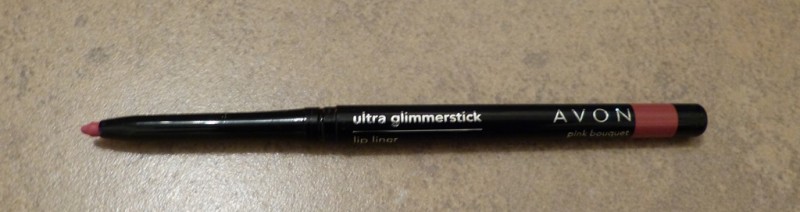 ultra glimmerstick
lip liner
AVON
pink bouquet